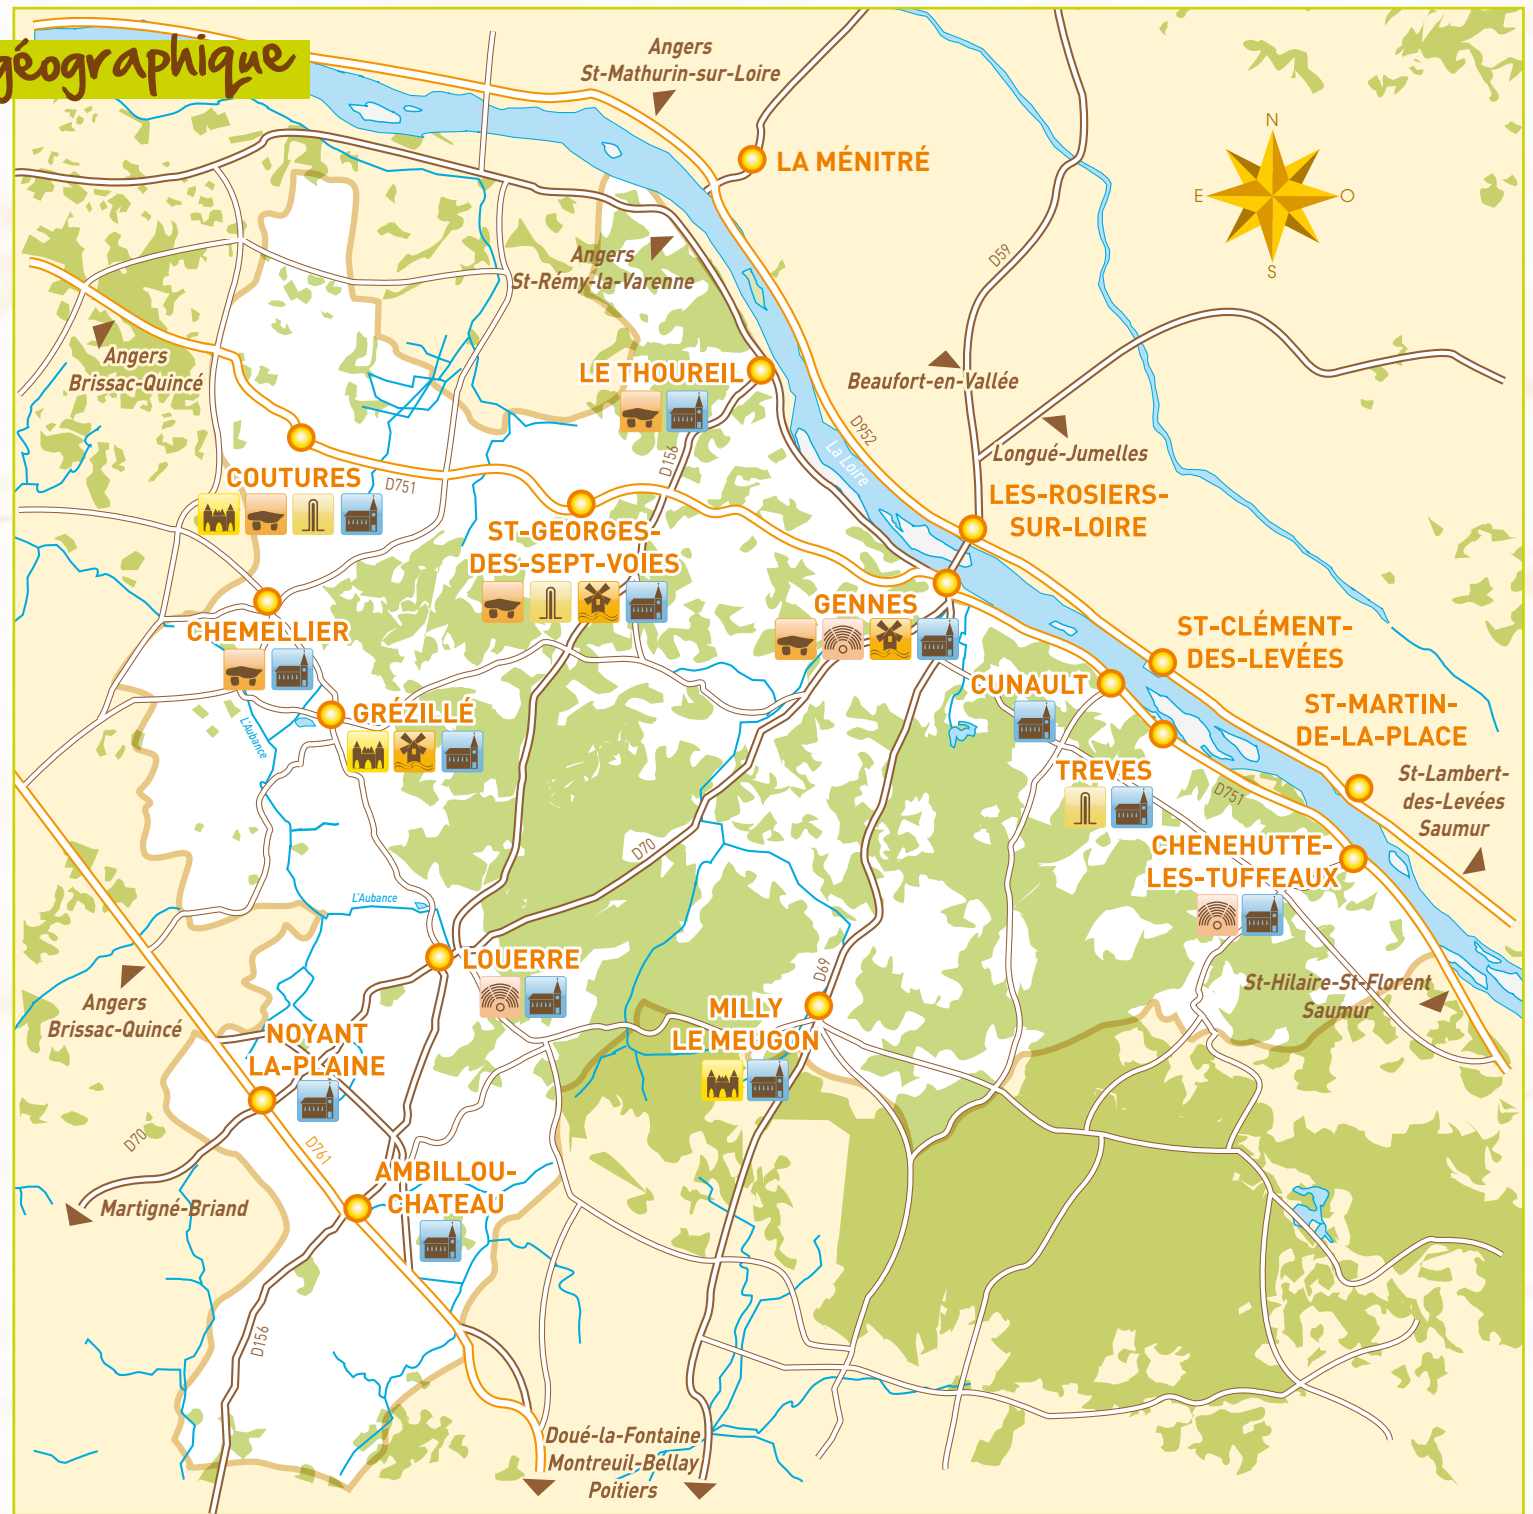 géographique
Angers
St-Mathurin-sur-Loire
LA MÉNITRÉ
N
E
O
S
D59
Angers
St-Rémy-la-Varenne
Angers
Brissac-Quincé
LE THOUREIL
Beaufort-en-Vallée
D952
La Loire
Longué-Jumelles
D156
COUTURES
D751
LES-ROSIERS-
SUR-LOIRE
ST-GEORGES-
DES-SEPT-VOIES
GENNES
CHEMELLIER
ST-CLÉMENT-
DES-LEVÉES
CUNAULT
GRÉZILLÉ
L'Aubance
ST-MARTIN-
DE-LA-PLACE
TREVES
D751
St-Lambert-
des-Levées
Saumur
CHENEHUTTE-
LES-TUFFEAUX
D70
L'Aubance
LOUERRE
D69
St-Hilaire-St-Florent
Saumur
Angers
Brissac-Quincé
MILLY
LE MEUGON
NOYANT
LA-PLAINE
D70
D761
AMBILLOU-
CHATEAU
Martigné-Briand
D156
Doué-la-Fontaine
Montreuil-Bellay
Poitiers